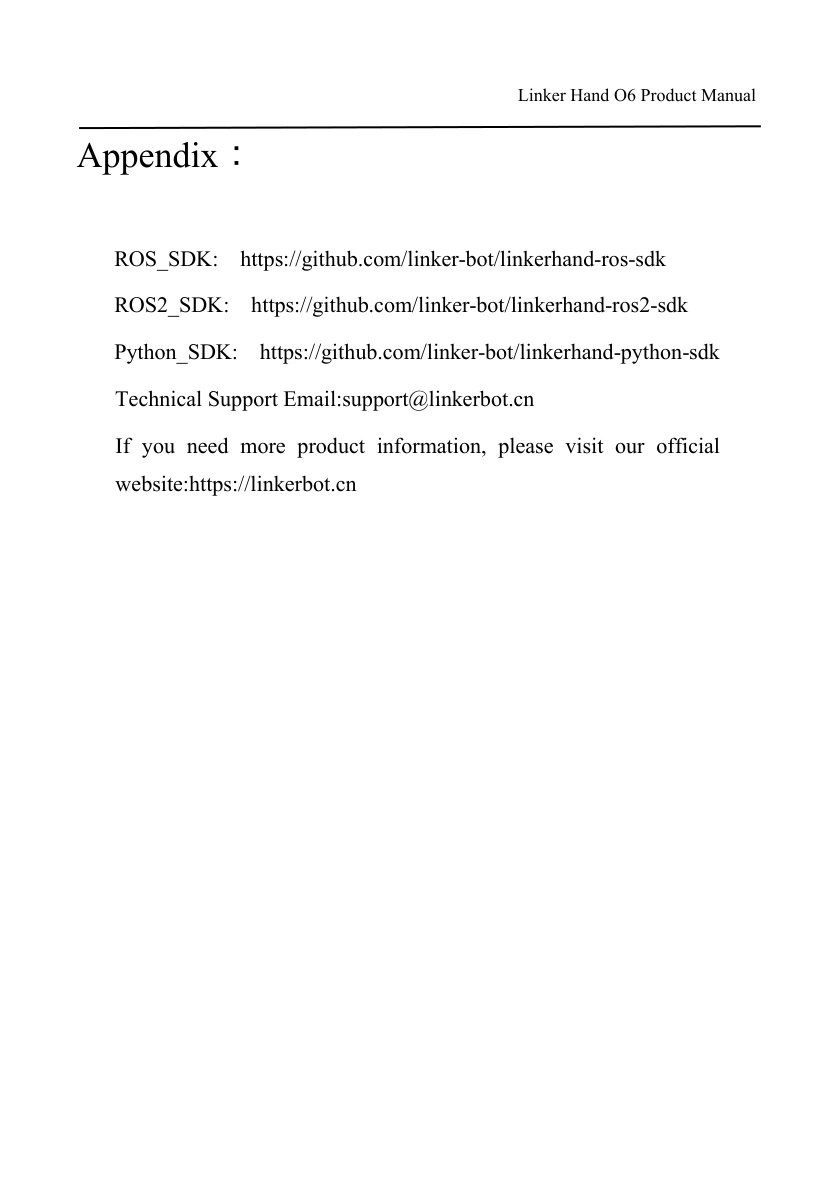 Linker Hand O6 Product Manual
Appendix：
ROS_SDK: https://github.com/linker-bot/linkerhand-ros-sdk
ROS2_SDK: https://github.com/linker-bot/linkerhand-ros2-sdk
Python_SDK: https://github.com/linker-bot/linkerhand-python-sdk
Technical Support Email:support@linkerbot.cn
If you need more product information, please visit our official
website:https://linkerbot.cn